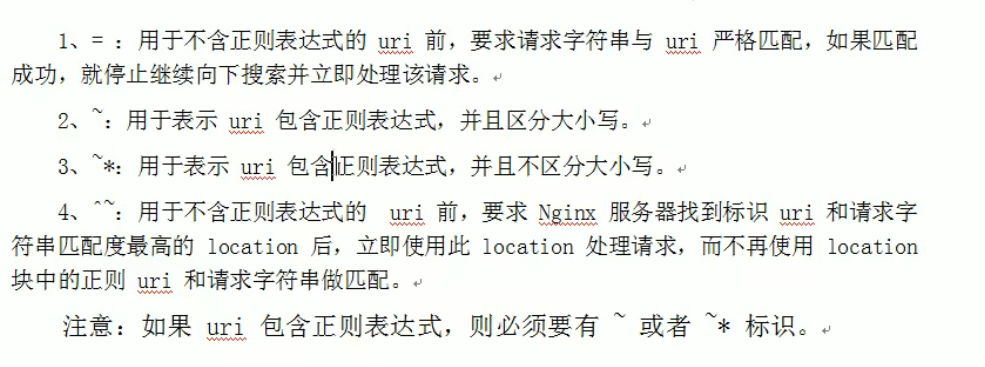 1、= ：用于不含正则表达式的 uri 前，要求请求字符串与 uri 严格匹配，如果匹配
成功，就停止继续向下搜索并立即处理该请求。
2、~：用于表示 uri 包含正则表达式，并且区分大小写。
3、~*：用于表示 uri 包含正则表达式，并且不区分大小写。
4、^~：用于不含正则表达式的 uri 前，要求 Nginx 服务器找到标识 uri 和请求字
符串匹配度最高的 location 后，立即使用此 location 处理请求，而不再使用 location
块中的正则 uri 和请求字符串做匹配。
注意：如果 uri 包含正则表达式，则必须要有 ~ 或者 ~* 标识。